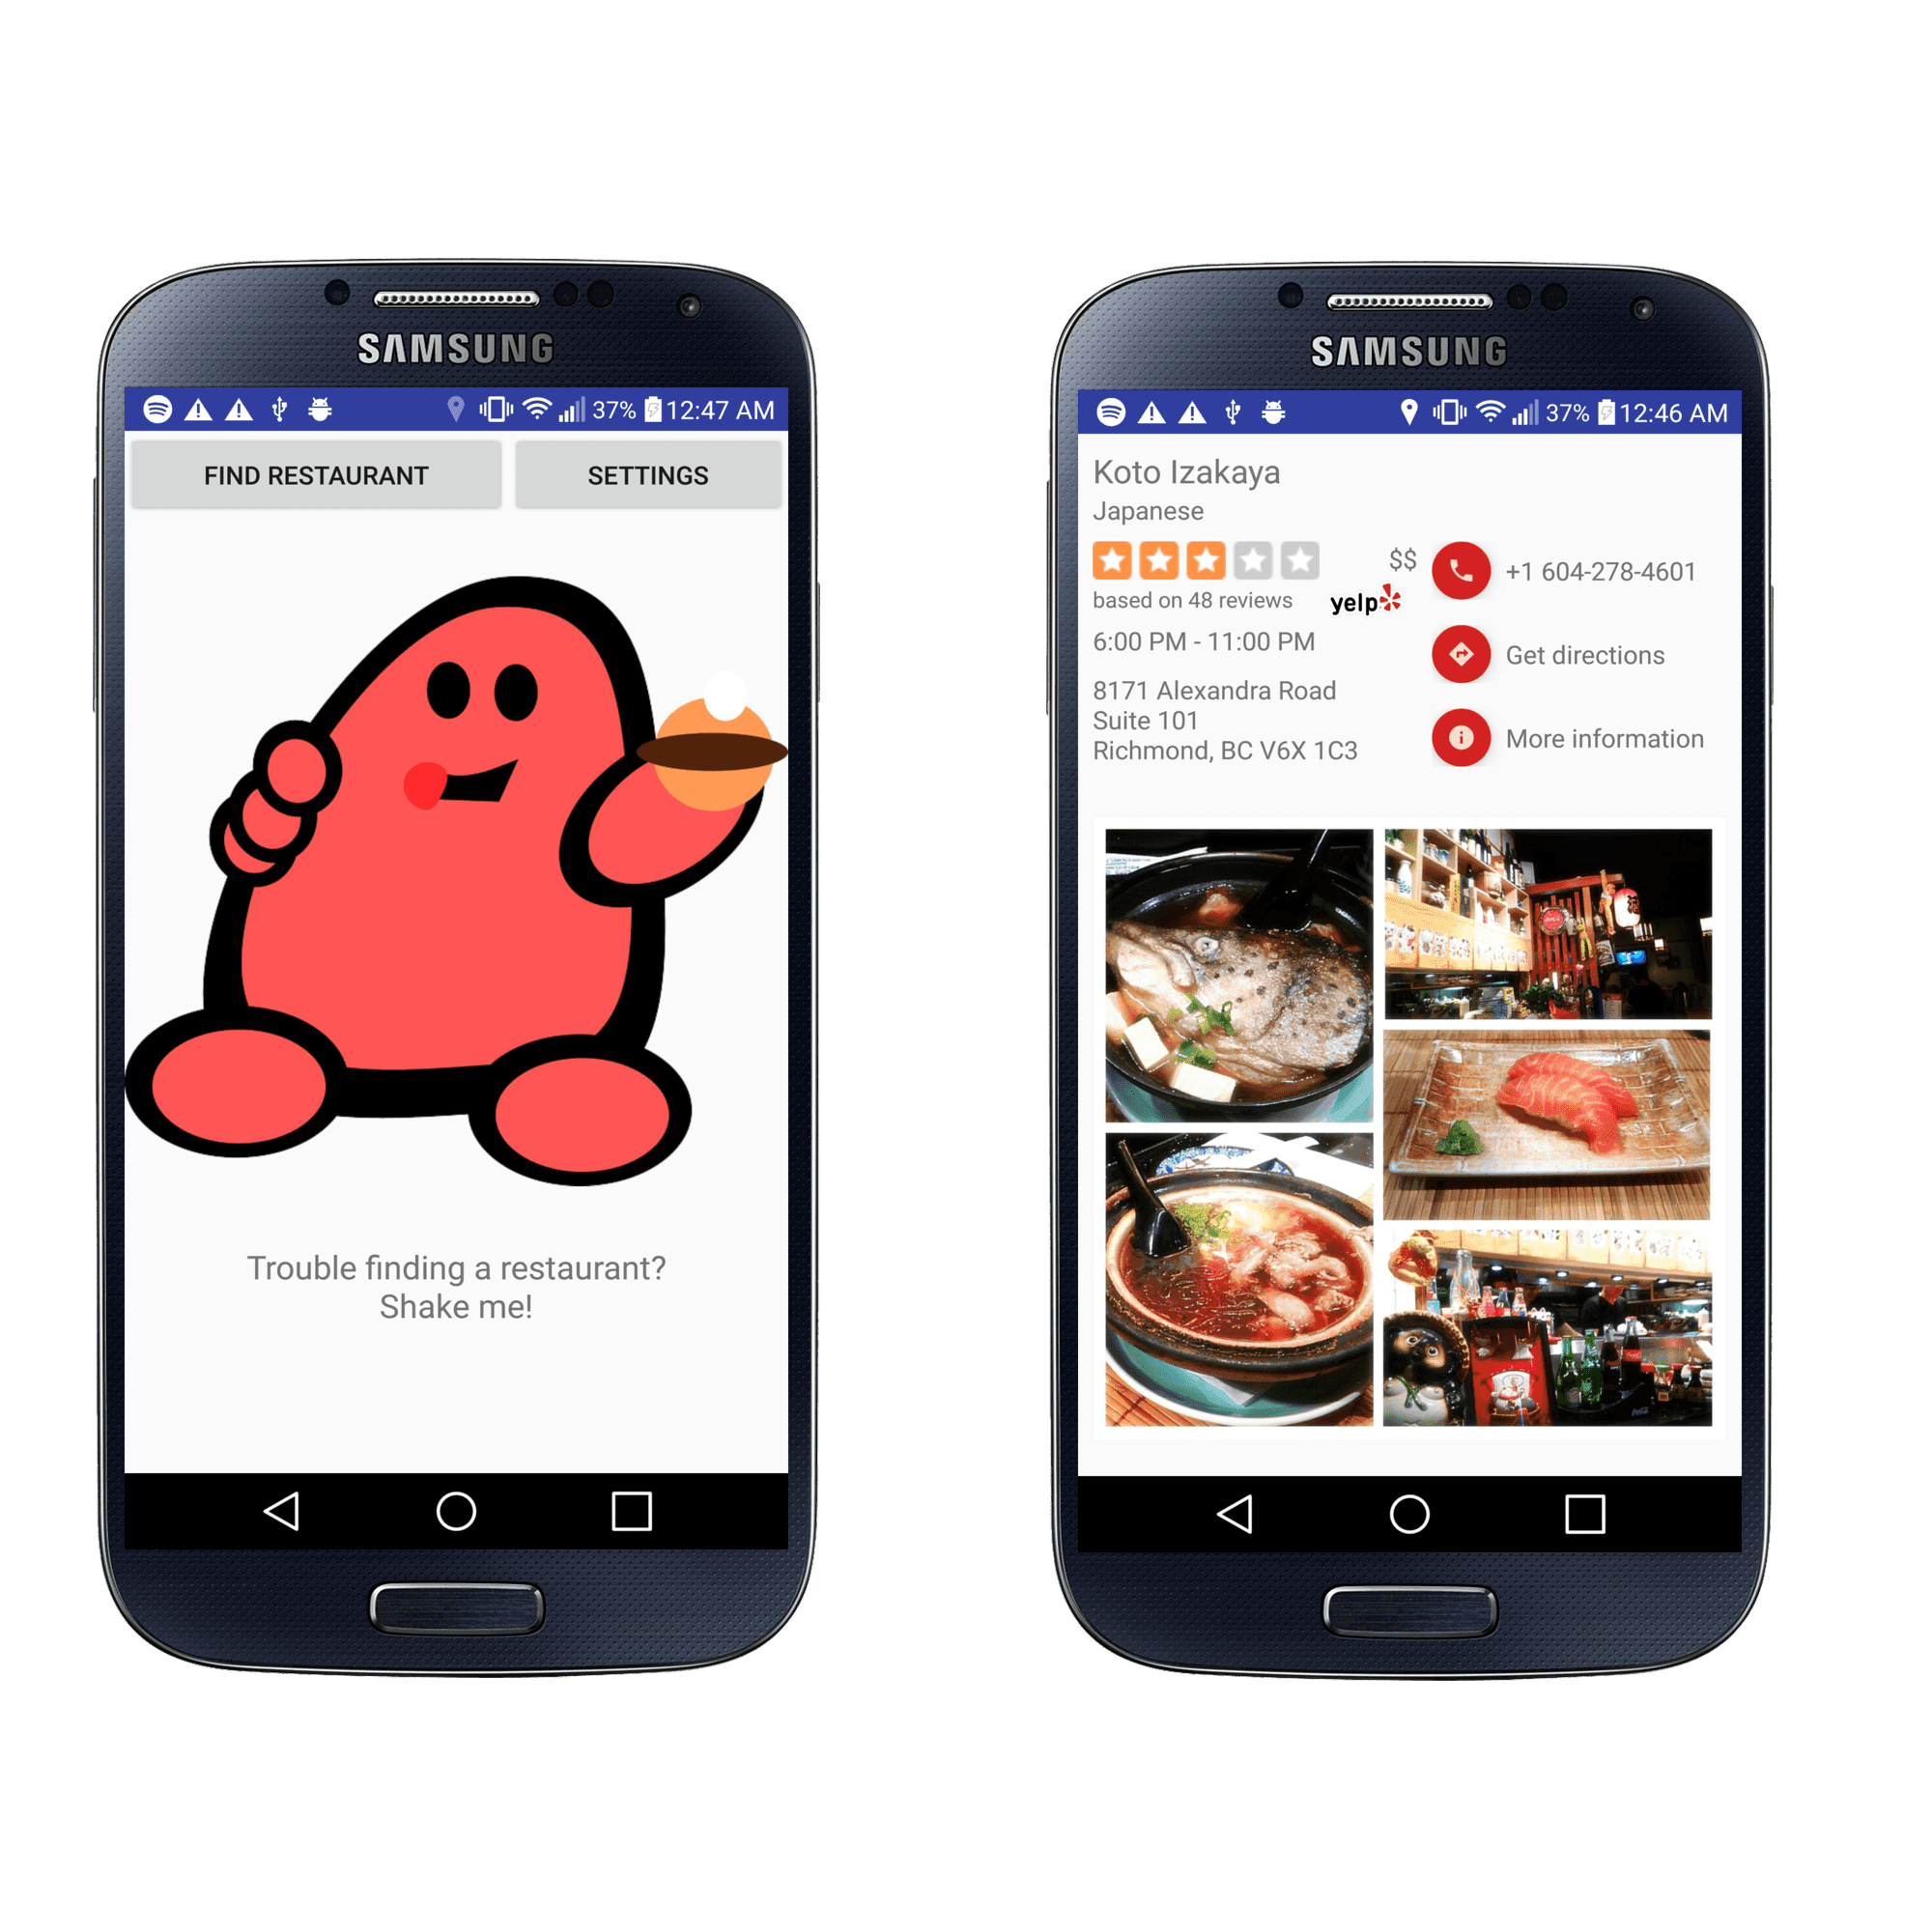 SAMSUNG
37% 12:47 AM
FIND RESTAURANT
SETTINGS
Trouble finding a restaurant?
Shake me!
SAMSUNG
37% 12:46 AM
Koto Izakaya
Japanese
$$
based on 48 reviews
yelp
6:00 PM - 11:00 PM
8171 Alexandra Road
Suite 101
Richmond, BC V6X 1C3
+1 604-278-4601
Get directions
More information